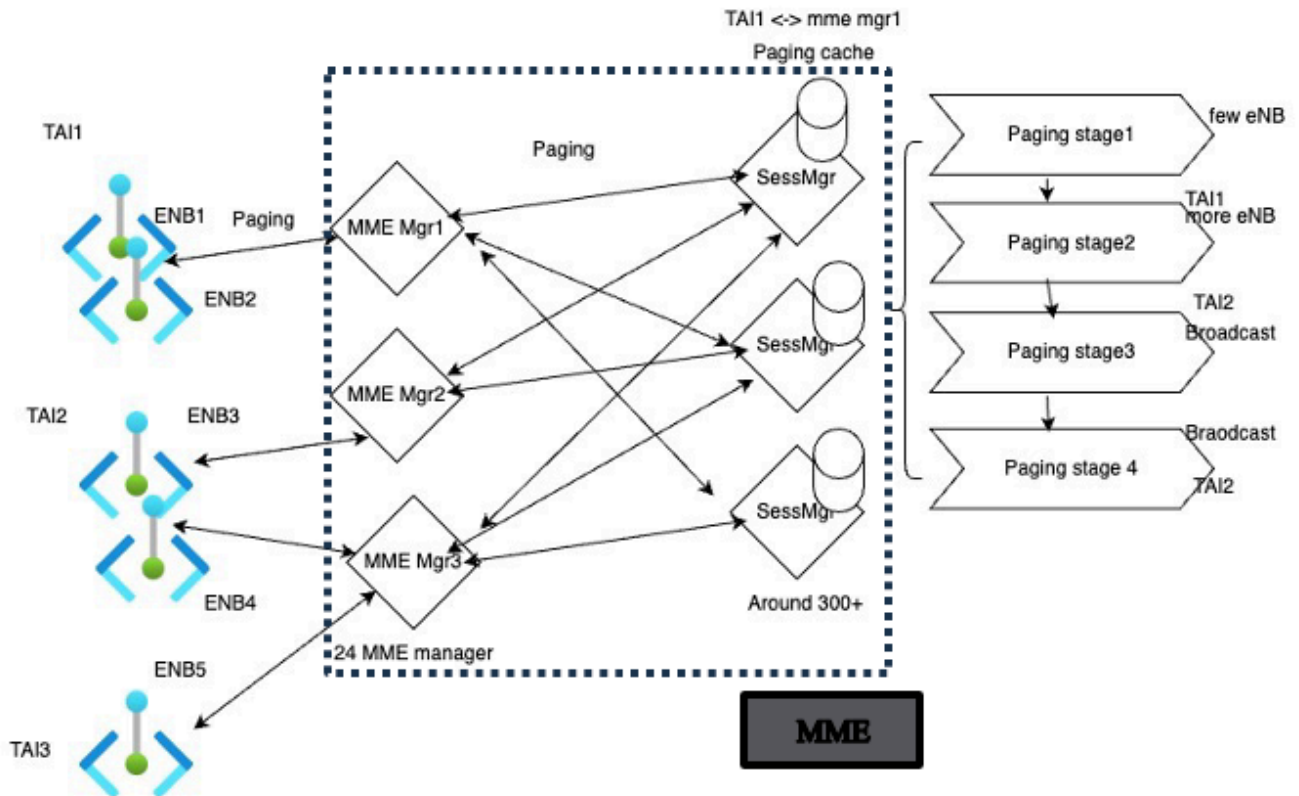 TAI1 <-> mme mgr1
Paging cache
TAI1
ENB1
Paging
ENB2
MME Mgr1
Paging
SessMgr
Paging stage1
few eNB
TAI1
more eNB
Paging stage2
TAI2
ENB3
MME Mgr2
SessMgr
Paging stage3
TAI2
Broadcast
ENB4
MME Mgr3
SessMgr
Paging stage 4
Braodcast
TAI2
Around 300+
24 MME manager
ENB5
TAI3
MME